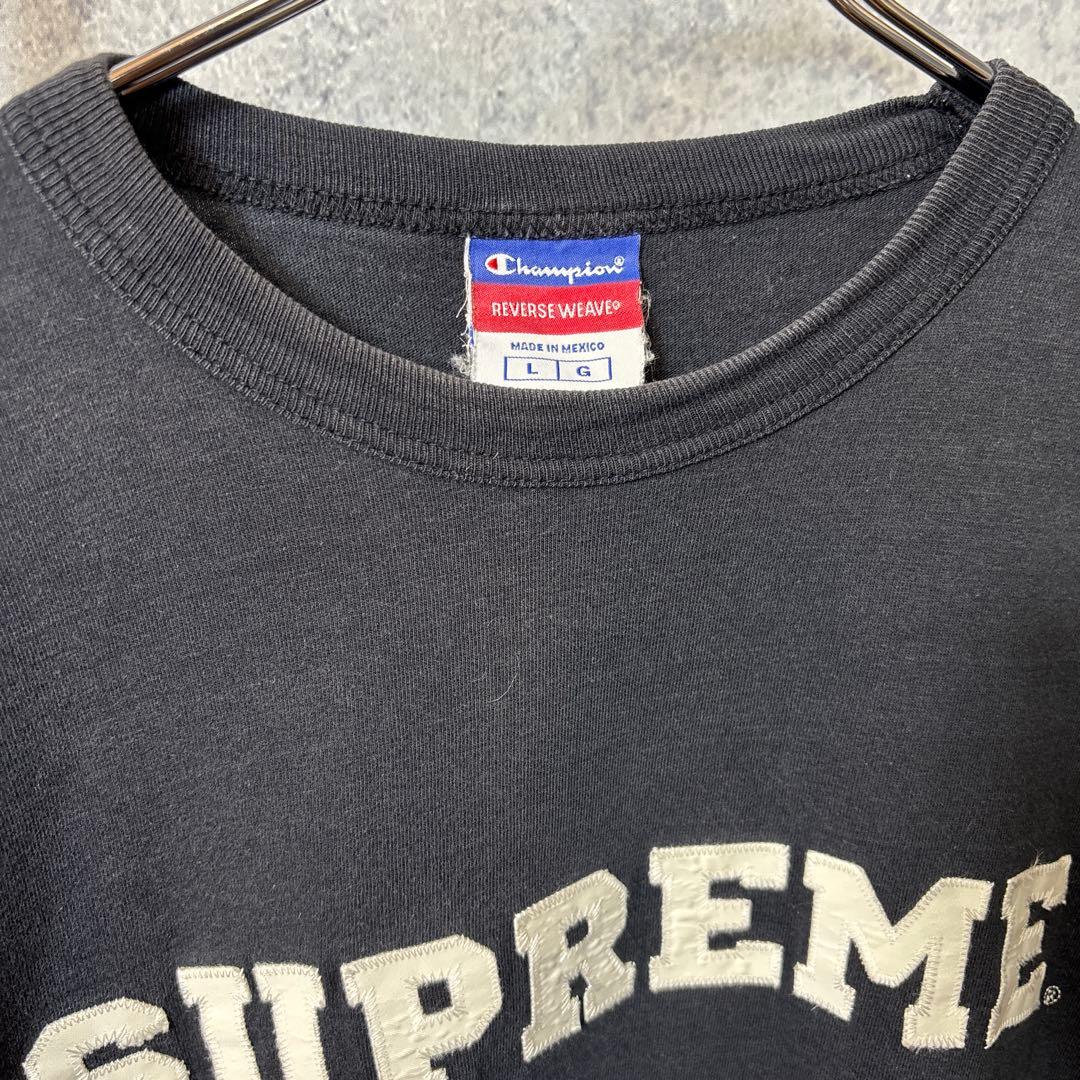 Champion®
REVERSE WEAVE®
MADE IN MEXICO
L G
SUPREME®